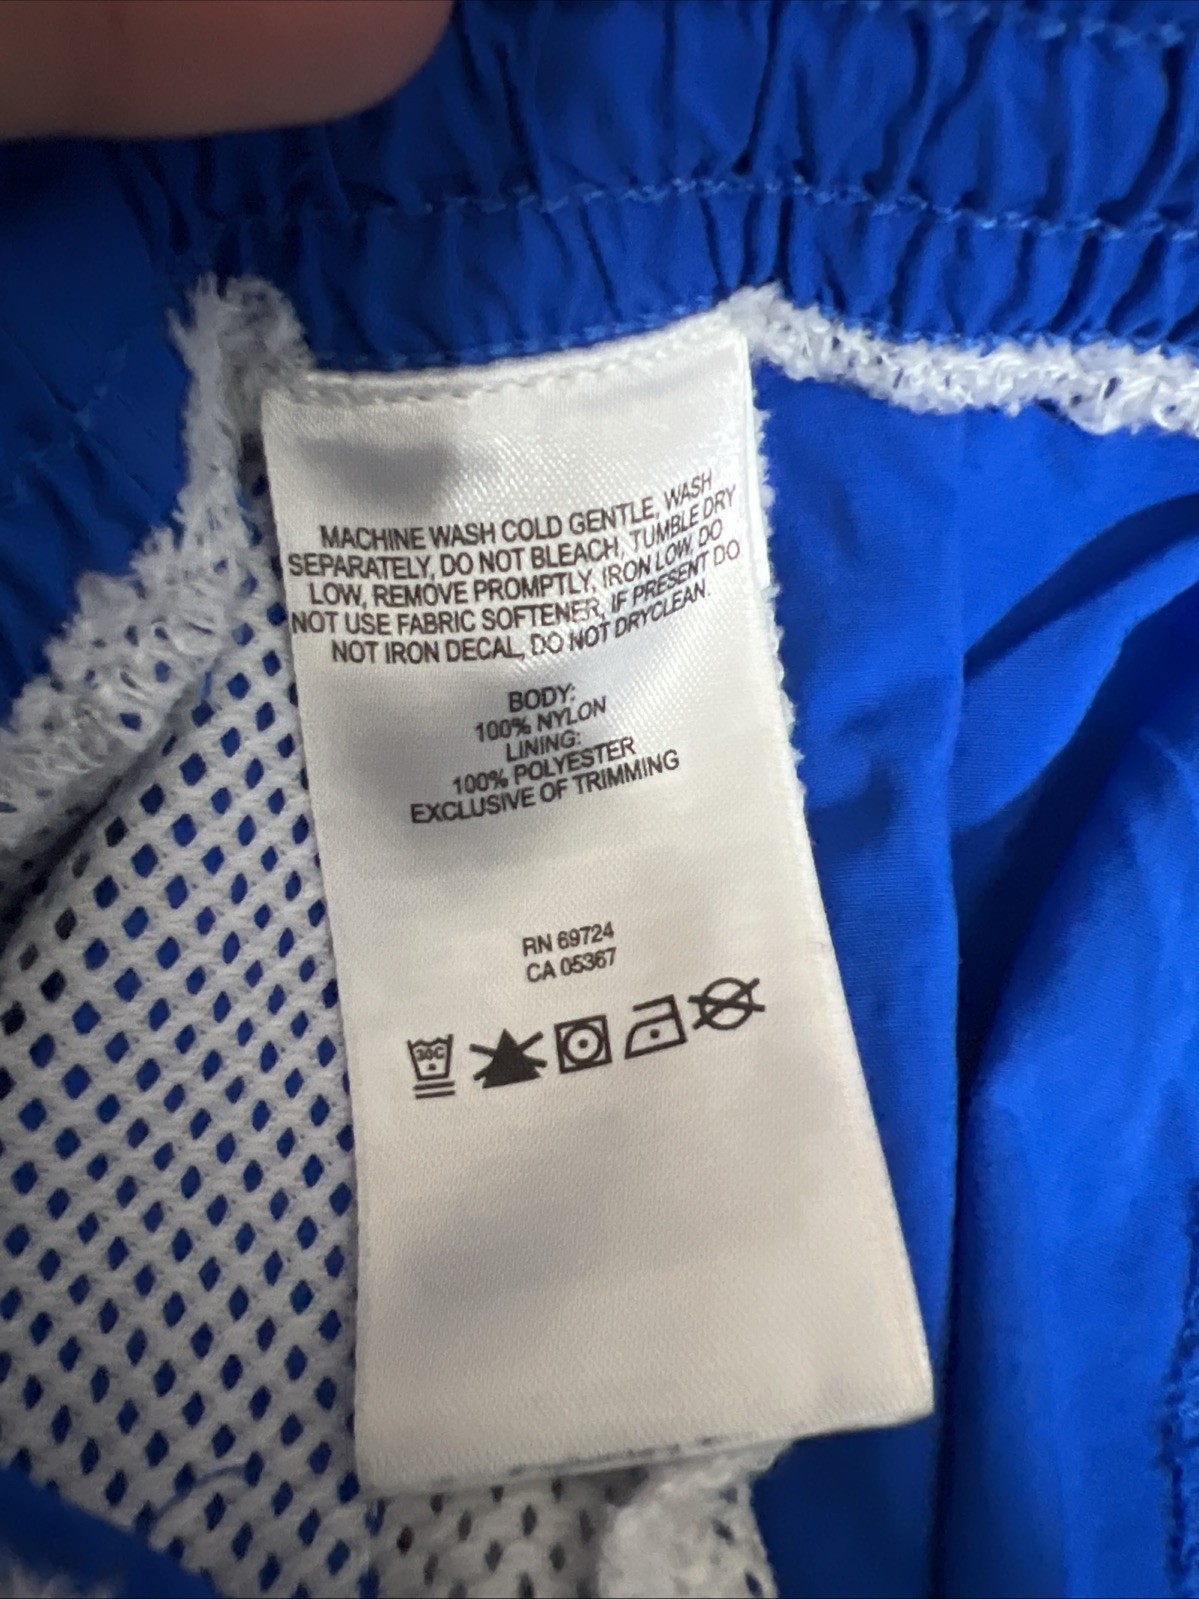 MACHINE WASH COLD GENTLE, WASH
SEPARATELY, DO NOT BLEACH, TUMBLE DRY
LOW, REMOVE PROMPTLY, IRON LOW, DO
NOT USE FABRIC SOFTENER, IF PRESENT DO
NOT IRON DECAL, DO NOT DRYCLEAN.
BODY:
100% NYLON
LINING:
100% POLYESTER
EXCLUSIVE OF TRIMMING
RN 69724
CA 05367
30C